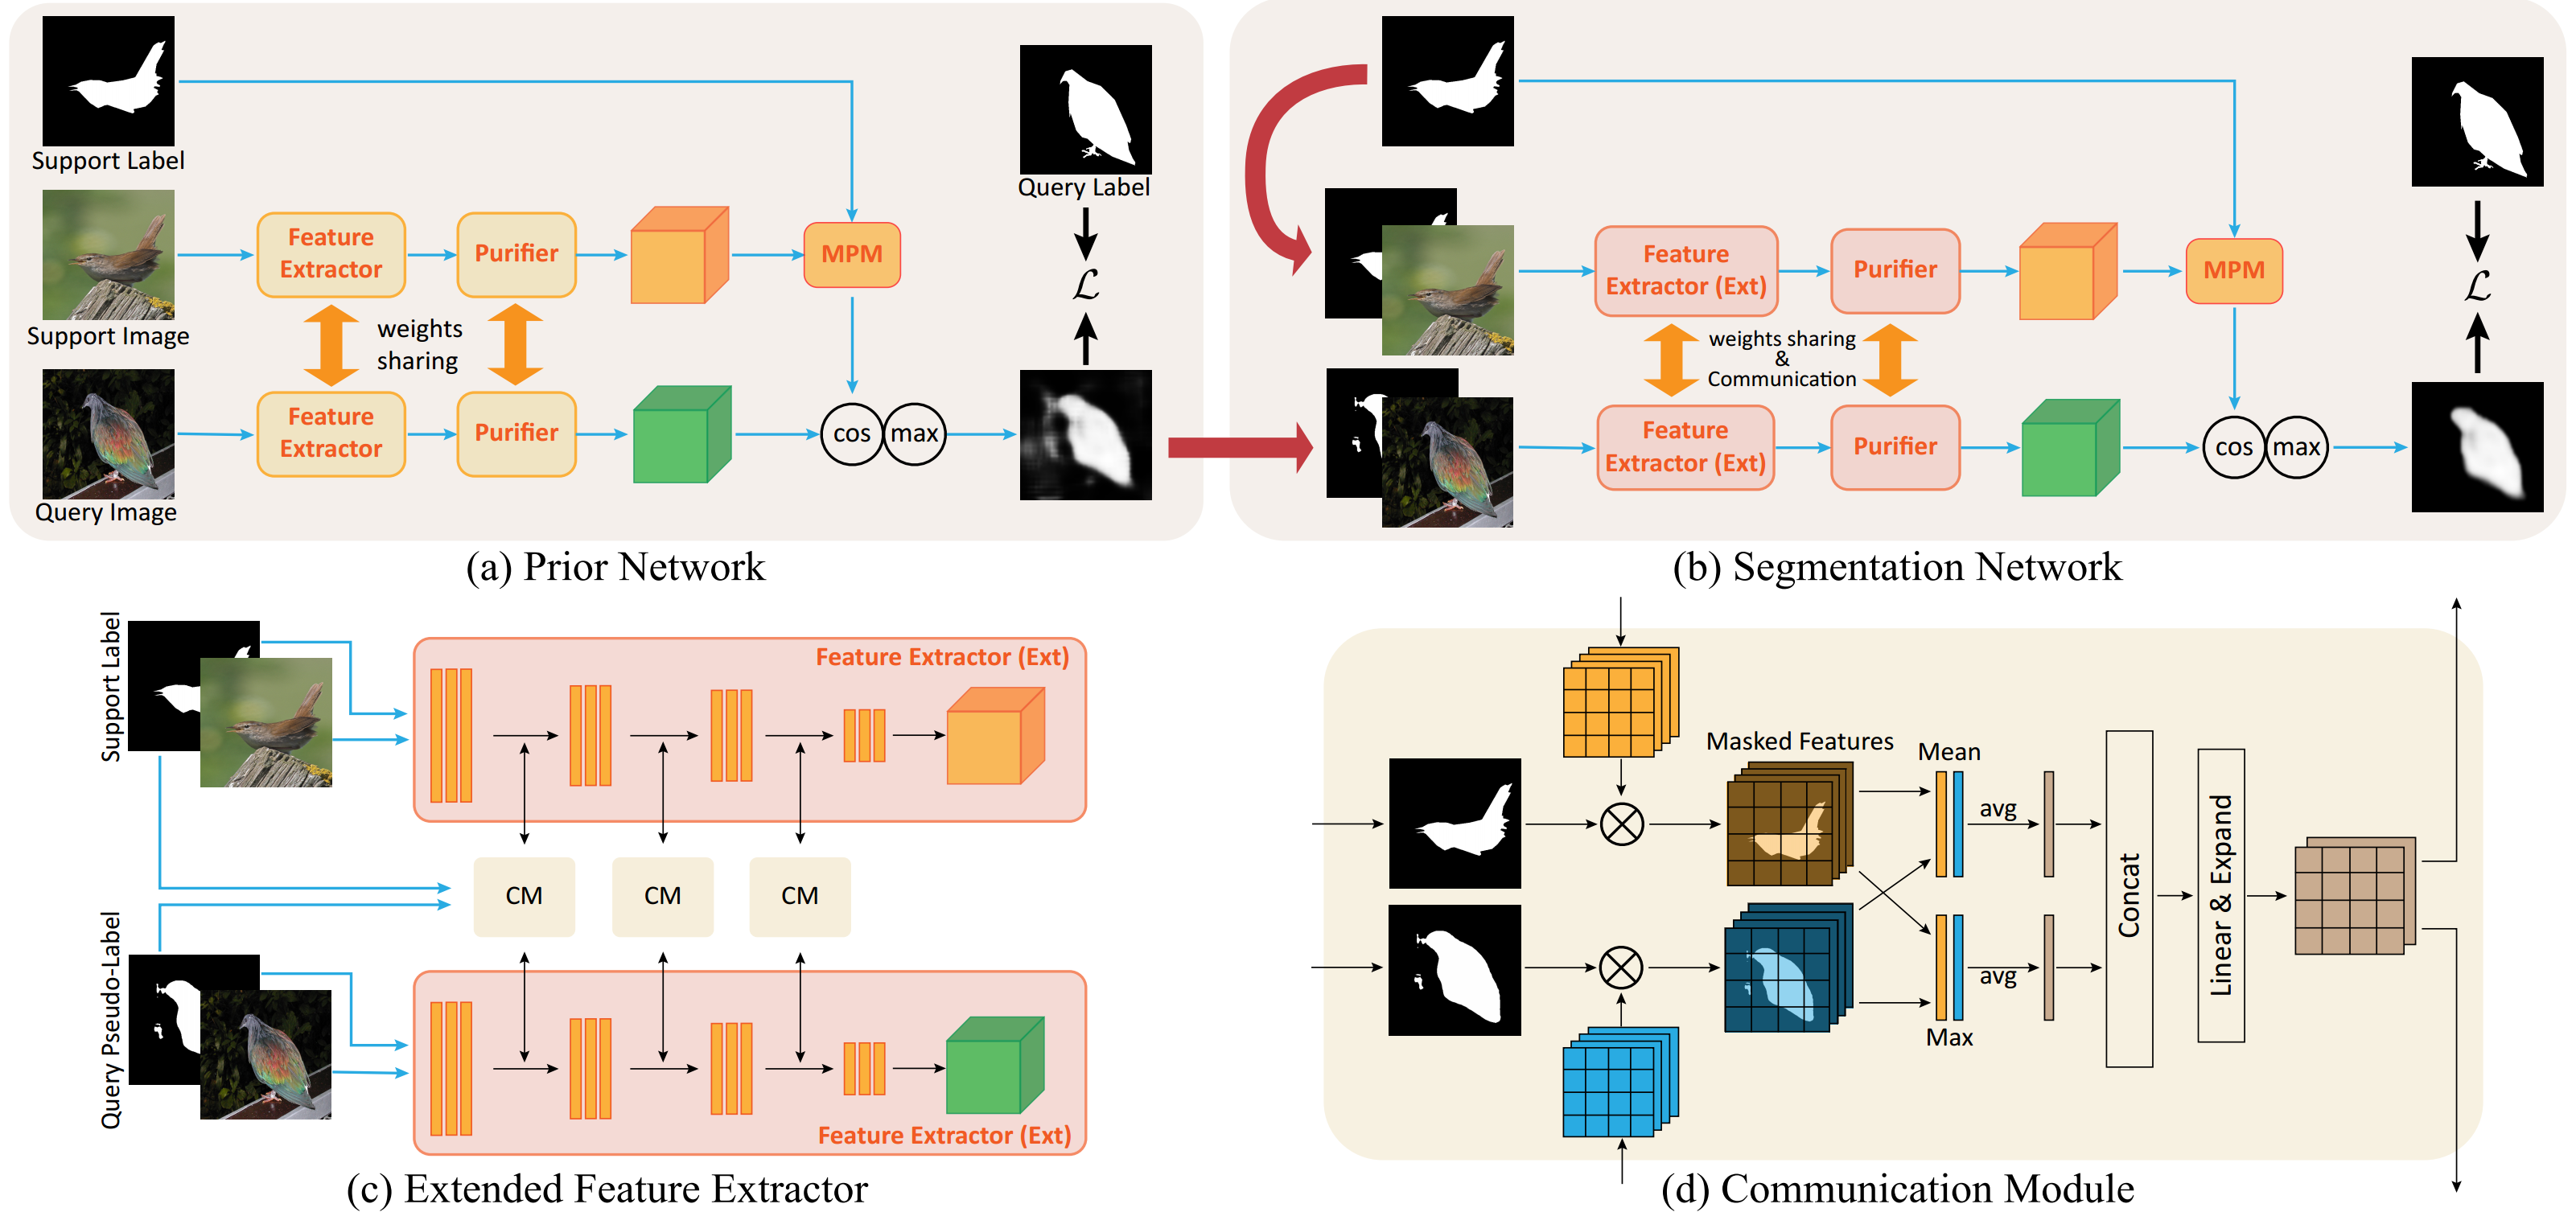 Support Label
Support Image
Query Image
Feature
Extractor
Purifier
weights
sharing
Feature
Extractor
Purifier
MPM
cos
max
Query Label
ℒ
(a) Prior Network
Feature
Extractor (Ext)
Purifier
weights sharing
&
Communication
Feature
Extractor (Ext)
Purifier
MPM
cos
max
ℒ
(b) Segmentation Network
Support Label
Query Pseudo-Label
Feature Extractor (Ext)
CM
CM
CM
Feature Extractor (Ext)
(c) Extended Feature Extractor
Masked Features
Mean
avg
avg
Max
Concat
Linear & Expand
(d) Communication Module